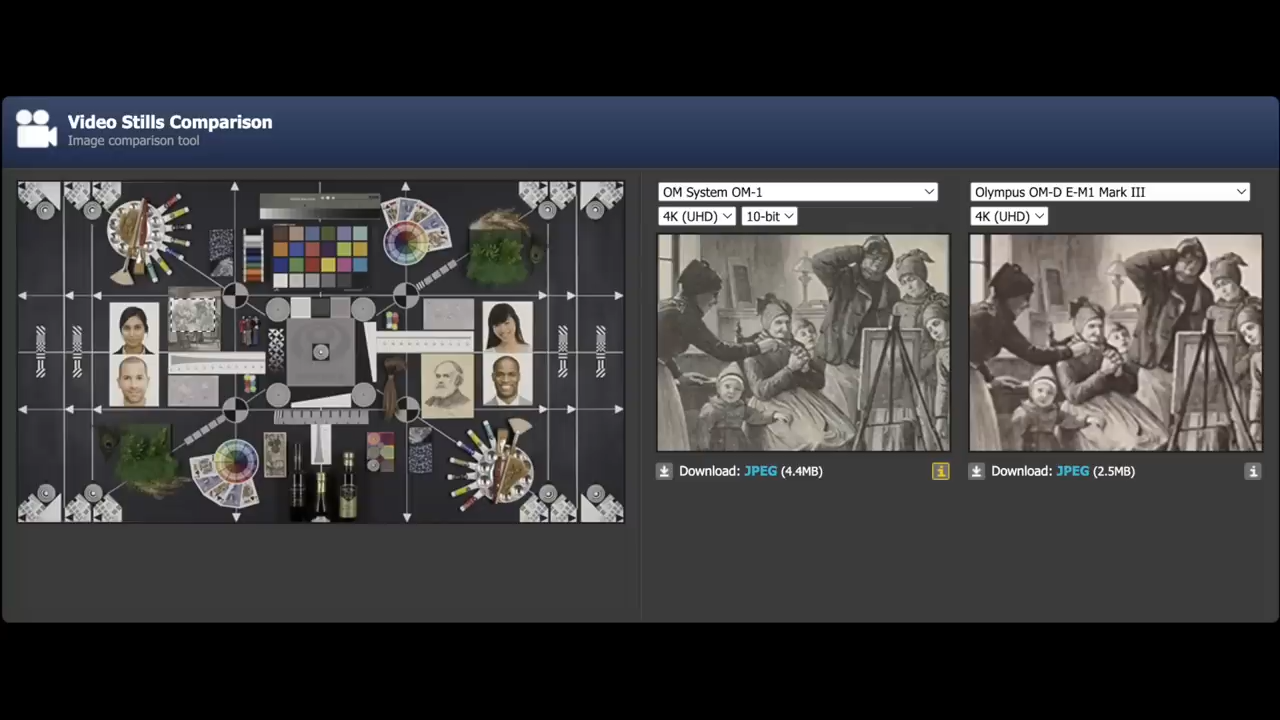 Video Stills Comparison
Image comparison tool
OM System OM-1
Olympus OM-D E-M1 Mark III
4K (UHD)
10-bit
4K (UHD)
Download: JPEG (4.4MB)
i
Download: JPEG (2.5MB)
i